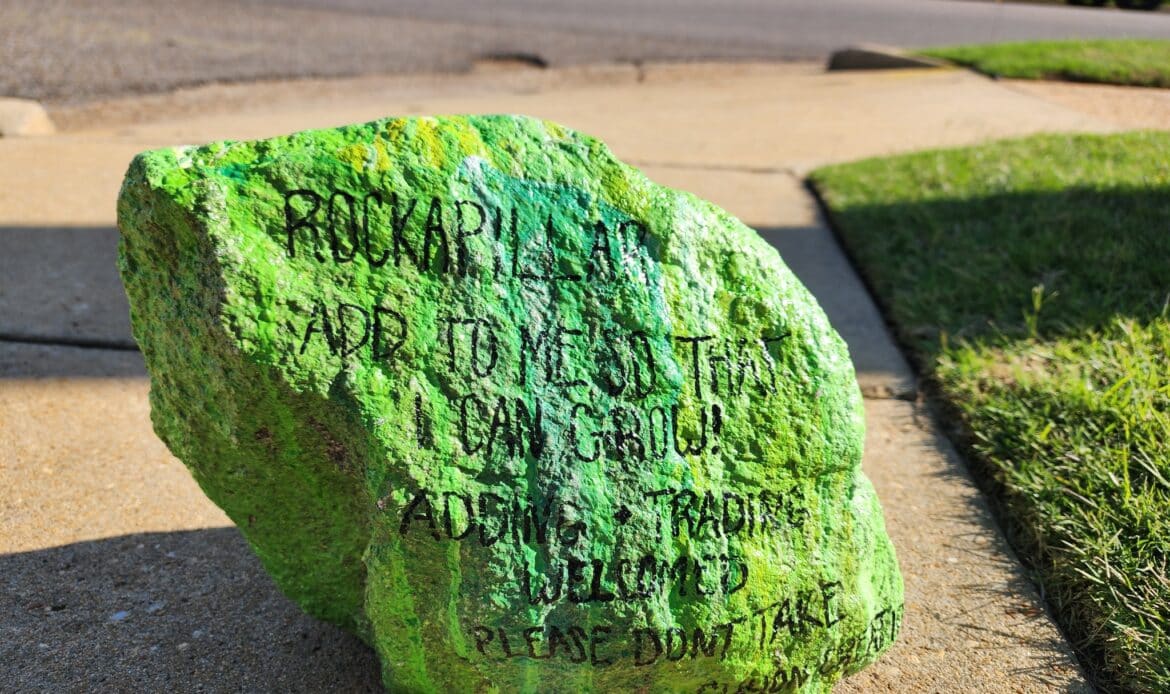 ROCKAPILLAR
ADD TO ME SO THAT
I CAN GROW!
ADDING + TRADING
WELCOMED
PLEASE DONT TAKE